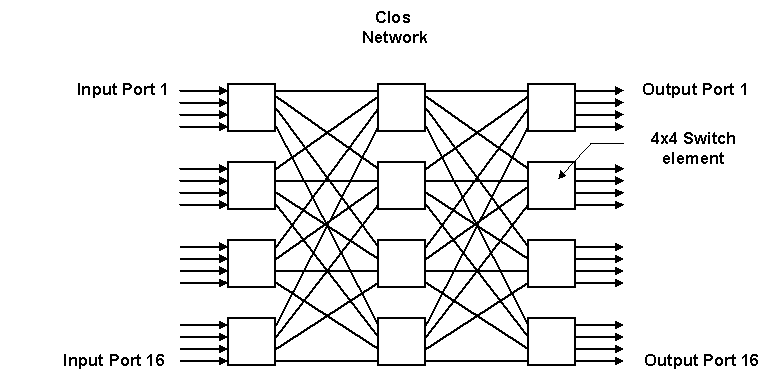 Clos
Network
Input Port 1
Output Port 1
4x4 Switch
element
Input Port 16
Output Port 16